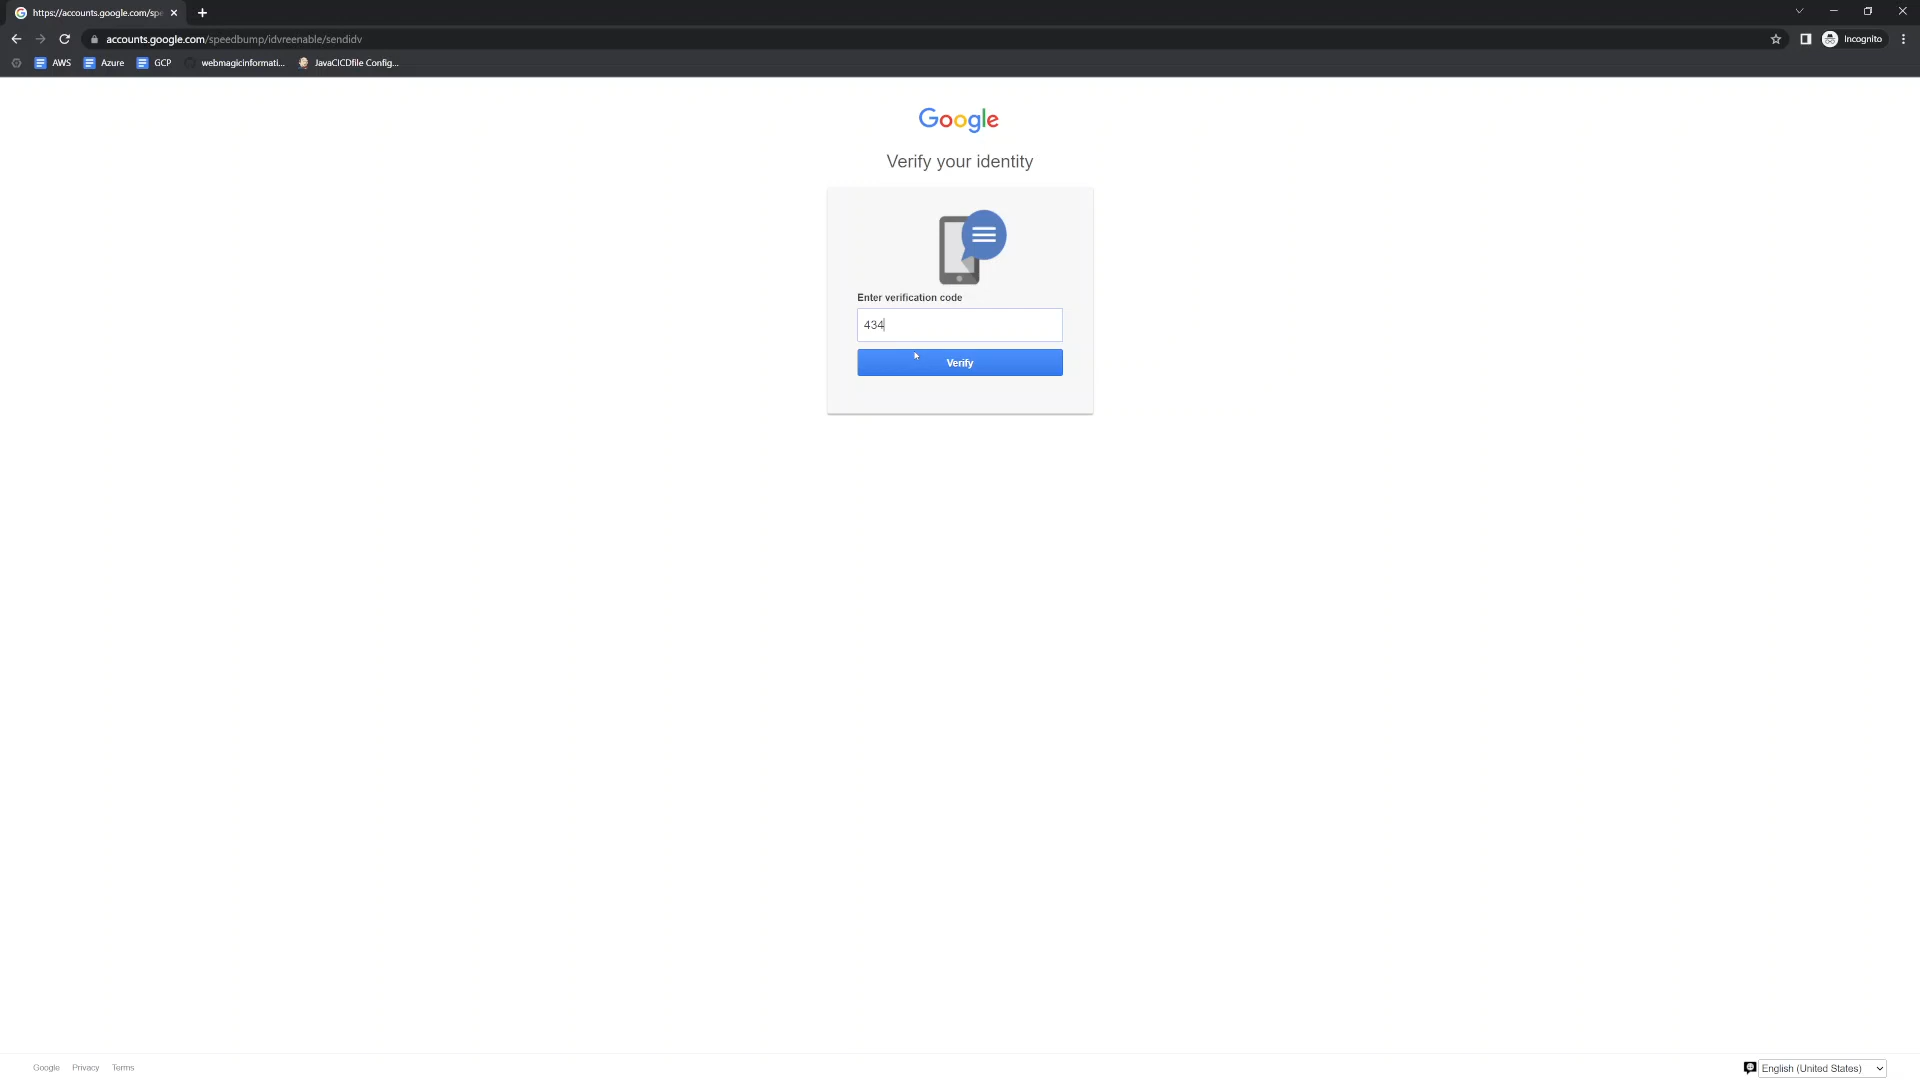 https://accounts.google.com/spe
accounts.google.com/speedbump/idvreenable/sendidv
Incognito
AWS
Azure
GCP
webmagicinformati...
JavaCICDfile Config...
Google
Verify your identity
Enter verification code
434
Verify
Google
Privacy
Terms
English (United States)